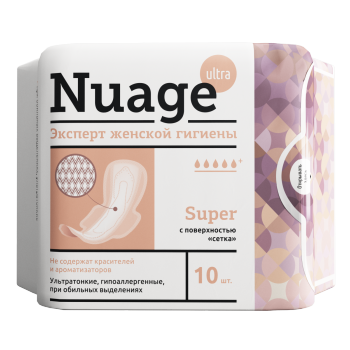 ultra
Nuage
Эксперт женской гигиены
Super
с поверхностью
«сетка»
Не содержат красителей
и ароматизаторов
10 шт.
Ультратонкие, гипоаллергенные,
при обильных выделениях